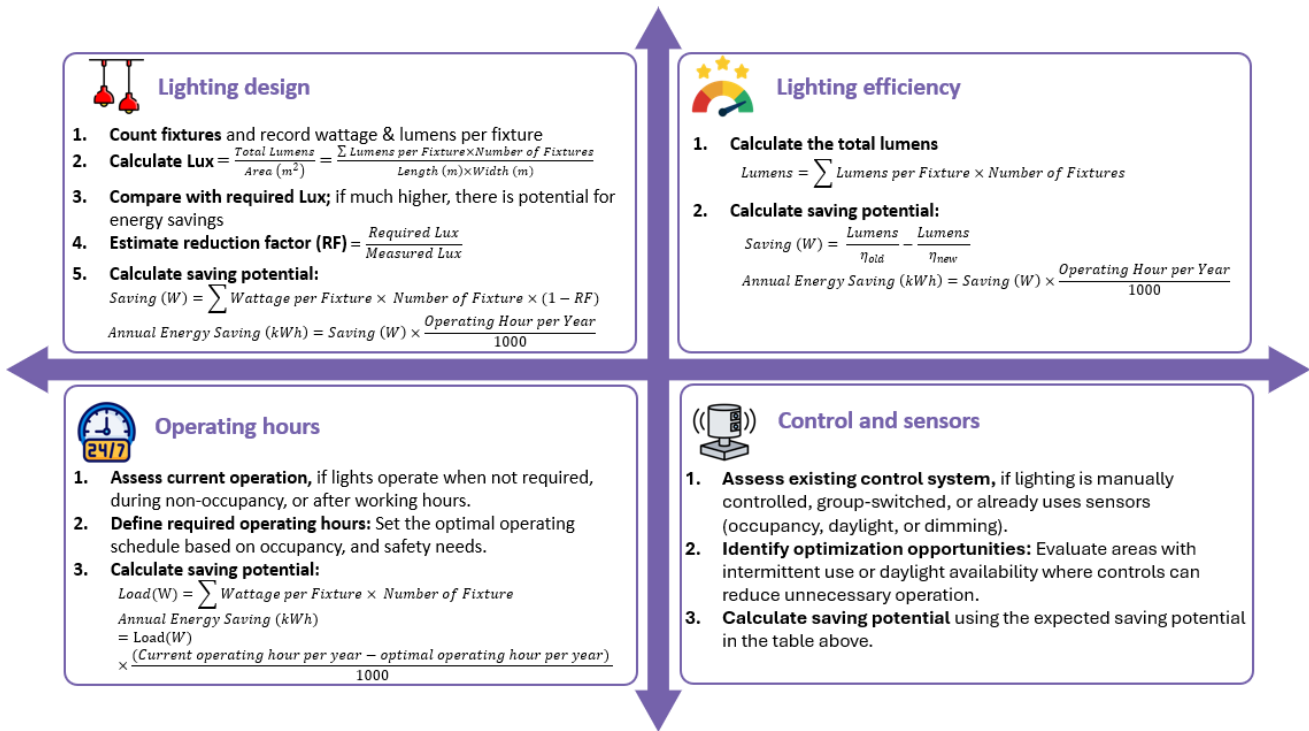 Lighting design
1. Count fixtures and record wattage & lumens per fixture
2. Calculate Lux = Total Lumens / Area (m²) = ∑ Lumens per Fixture×Number of Fixtures / Length (m)×Width (m)
3. Compare with required Lux; if much higher, there is potential for
energy savings
4. Estimate reduction factor (RF) = Required Lux / Measured Lux
5. Calculate saving potential:
Saving (W) = ∑ Wattage per Fixture × Number of Fixture × (1 − RF)
Annual Energy Saving (kWh) = Saving (W) × Operating Hour per Year / 1000
Lighting efficiency
1. Calculate the total lumens
Lumens = ∑ Lumens per Fixture × Number of Fixtures
2. Calculate saving potential:
Saving (W) = Lumens / η old − Lumens / η new
Annual Energy Saving (kWh) = Saving (W) × Operating Hour per Year / 1000
24/7
Operating hours
1. Assess current operation, if lights operate when not required,
during non-occupancy, or after working hours.
2. Define required operating hours: Set the optimal operating
schedule based on occupancy, and safety needs.
3. Calculate saving potential:
Load(W) = ∑ Wattage per Fixture × Number of Fixture
Annual Energy Saving (kWh)
= Load(W)
× (Current operating hour per year − optimal operating hour per year) / 1000
Control and sensors
1. Assess existing control system, if lighting is manually
controlled, group-switched, or already uses sensors
(occupancy, daylight, or dimming).
2. Identify optimization opportunities: Evaluate areas with
intermittent use or daylight availability where controls can
reduce unnecessary operation.
3. Calculate saving potential using the expected saving potential
in the table above.